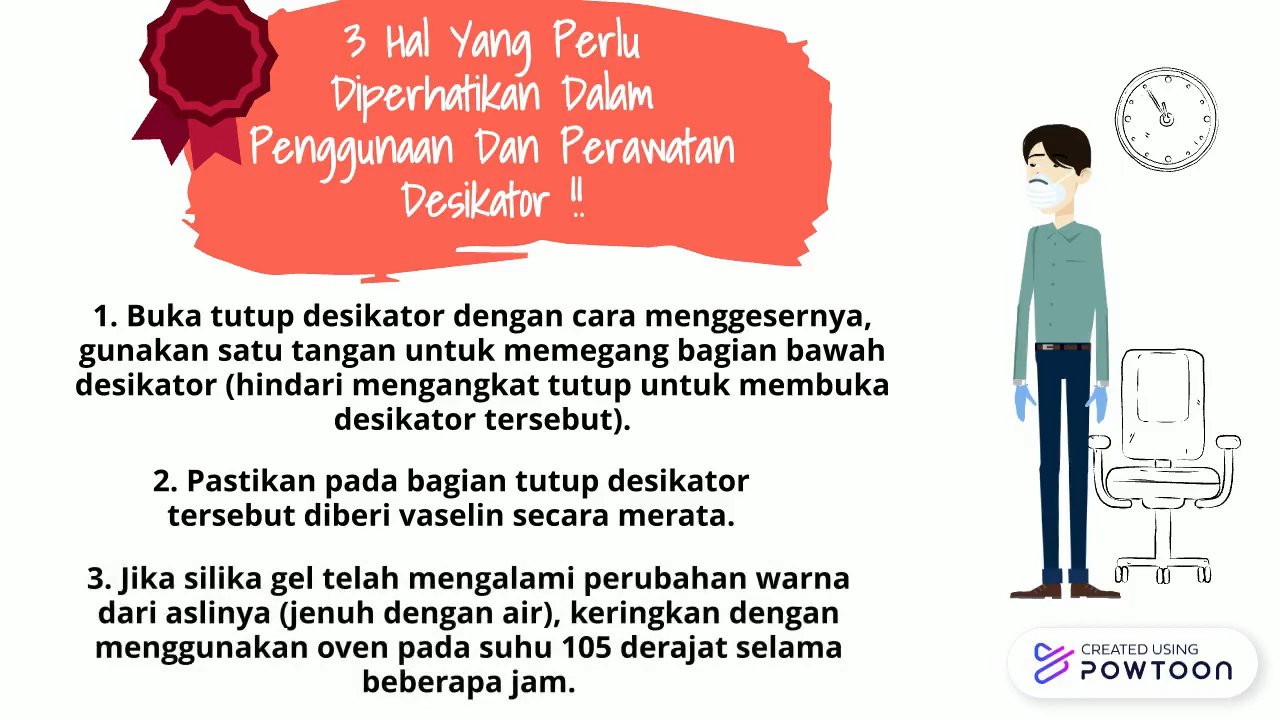 3 Hal Yang Perlu
Diperhatikan Dalam
Penggunaan Dan Perawatan
Desikator !!
1. Buka tutup desikator dengan cara menggesernya,
gunakan satu tangan untuk memegang bagian bawah
desikator (hindari mengangkat tutup untuk membuka
desikator tersebut).
2. Pastikan pada bagian tutup desikator
tersebut diberi vaselin secara merata.
3. Jika silika gel telah mengalami perubahan warna
dari aslinya (jenuh dengan air), keringkan dengan
menggunakan oven pada suhu 105 derajat selama
beberapa jam.
CREATED USING
POWTOON